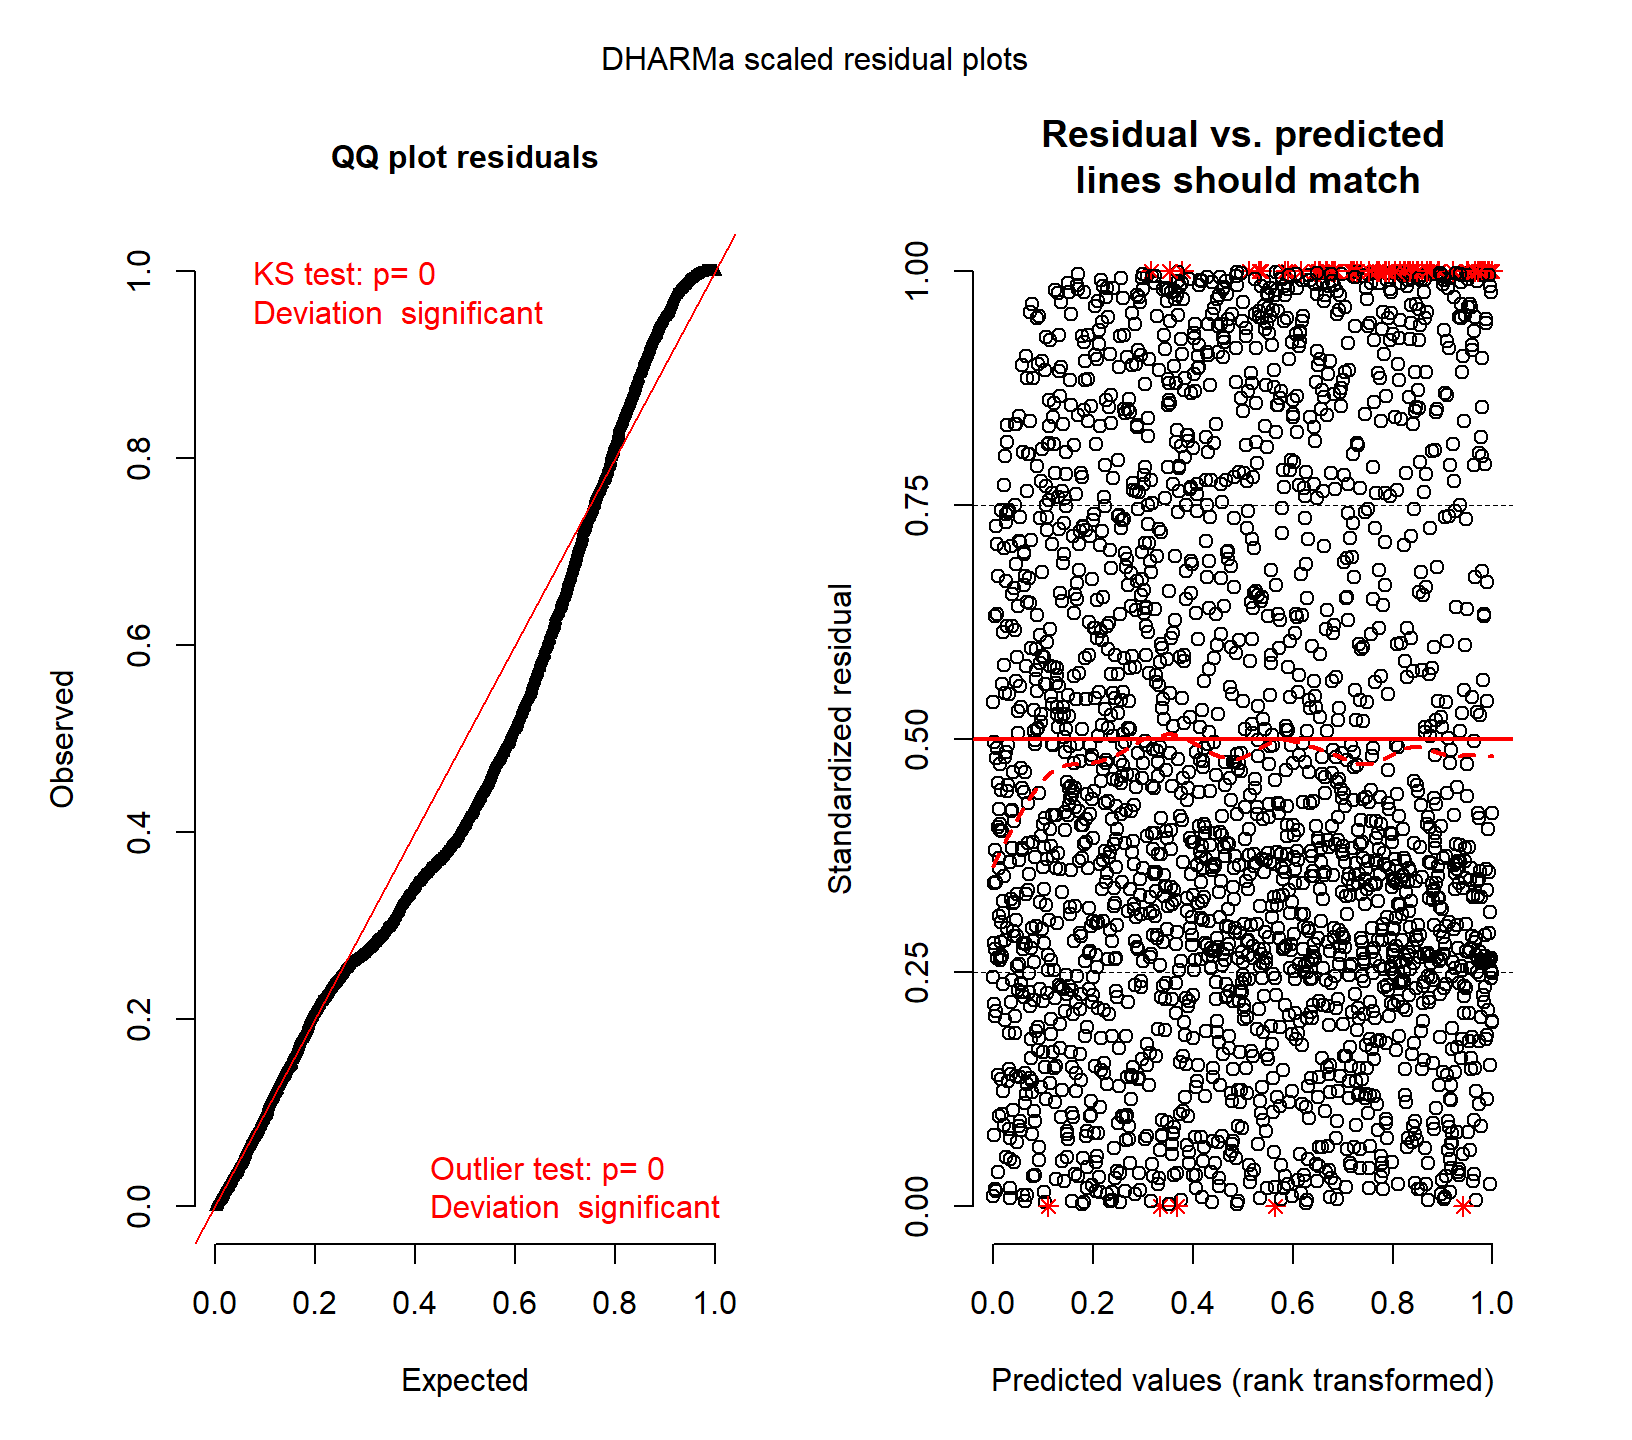 DHARMa scaled residual plots
QQ plot residuals
KS test: p= 0
Deviation  significant
Outlier test: p= 0
Deviation  significant
Observed
0.0 0.2 0.4 0.6 0.8 1.0
0.0 0.2 0.4 0.6 0.8 1.0
Expected
Residual vs. predicted
lines should match
Standardized residual
0.00 0.25 0.50 0.75 1.00
0.0 0.2 0.4 0.6 0.8 1.0
Predicted values (rank transformed)